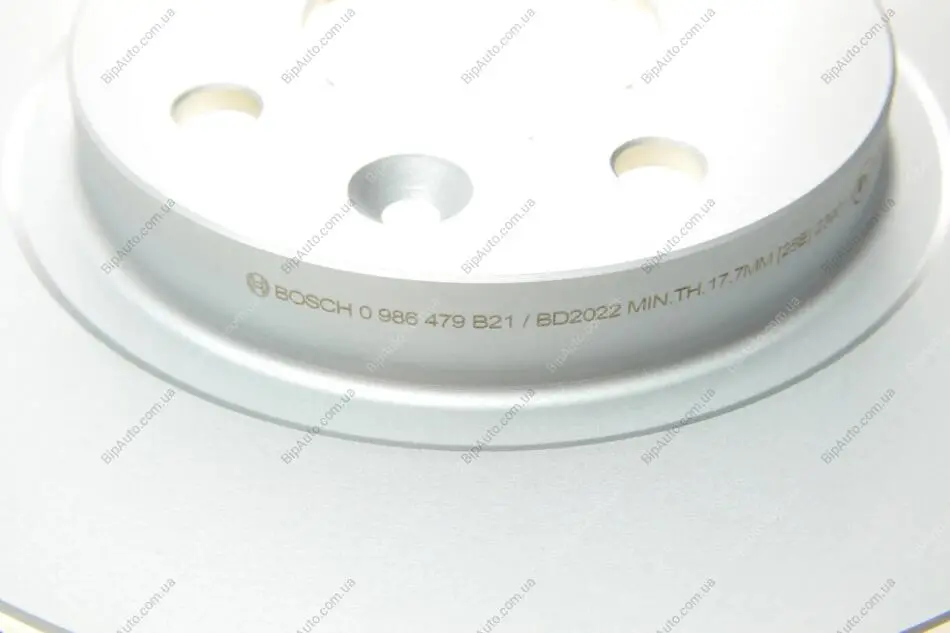 BOSCH 0 986 479 B21 / BD2022 MIN.TH.17.7MM
BipAuto.com.ua